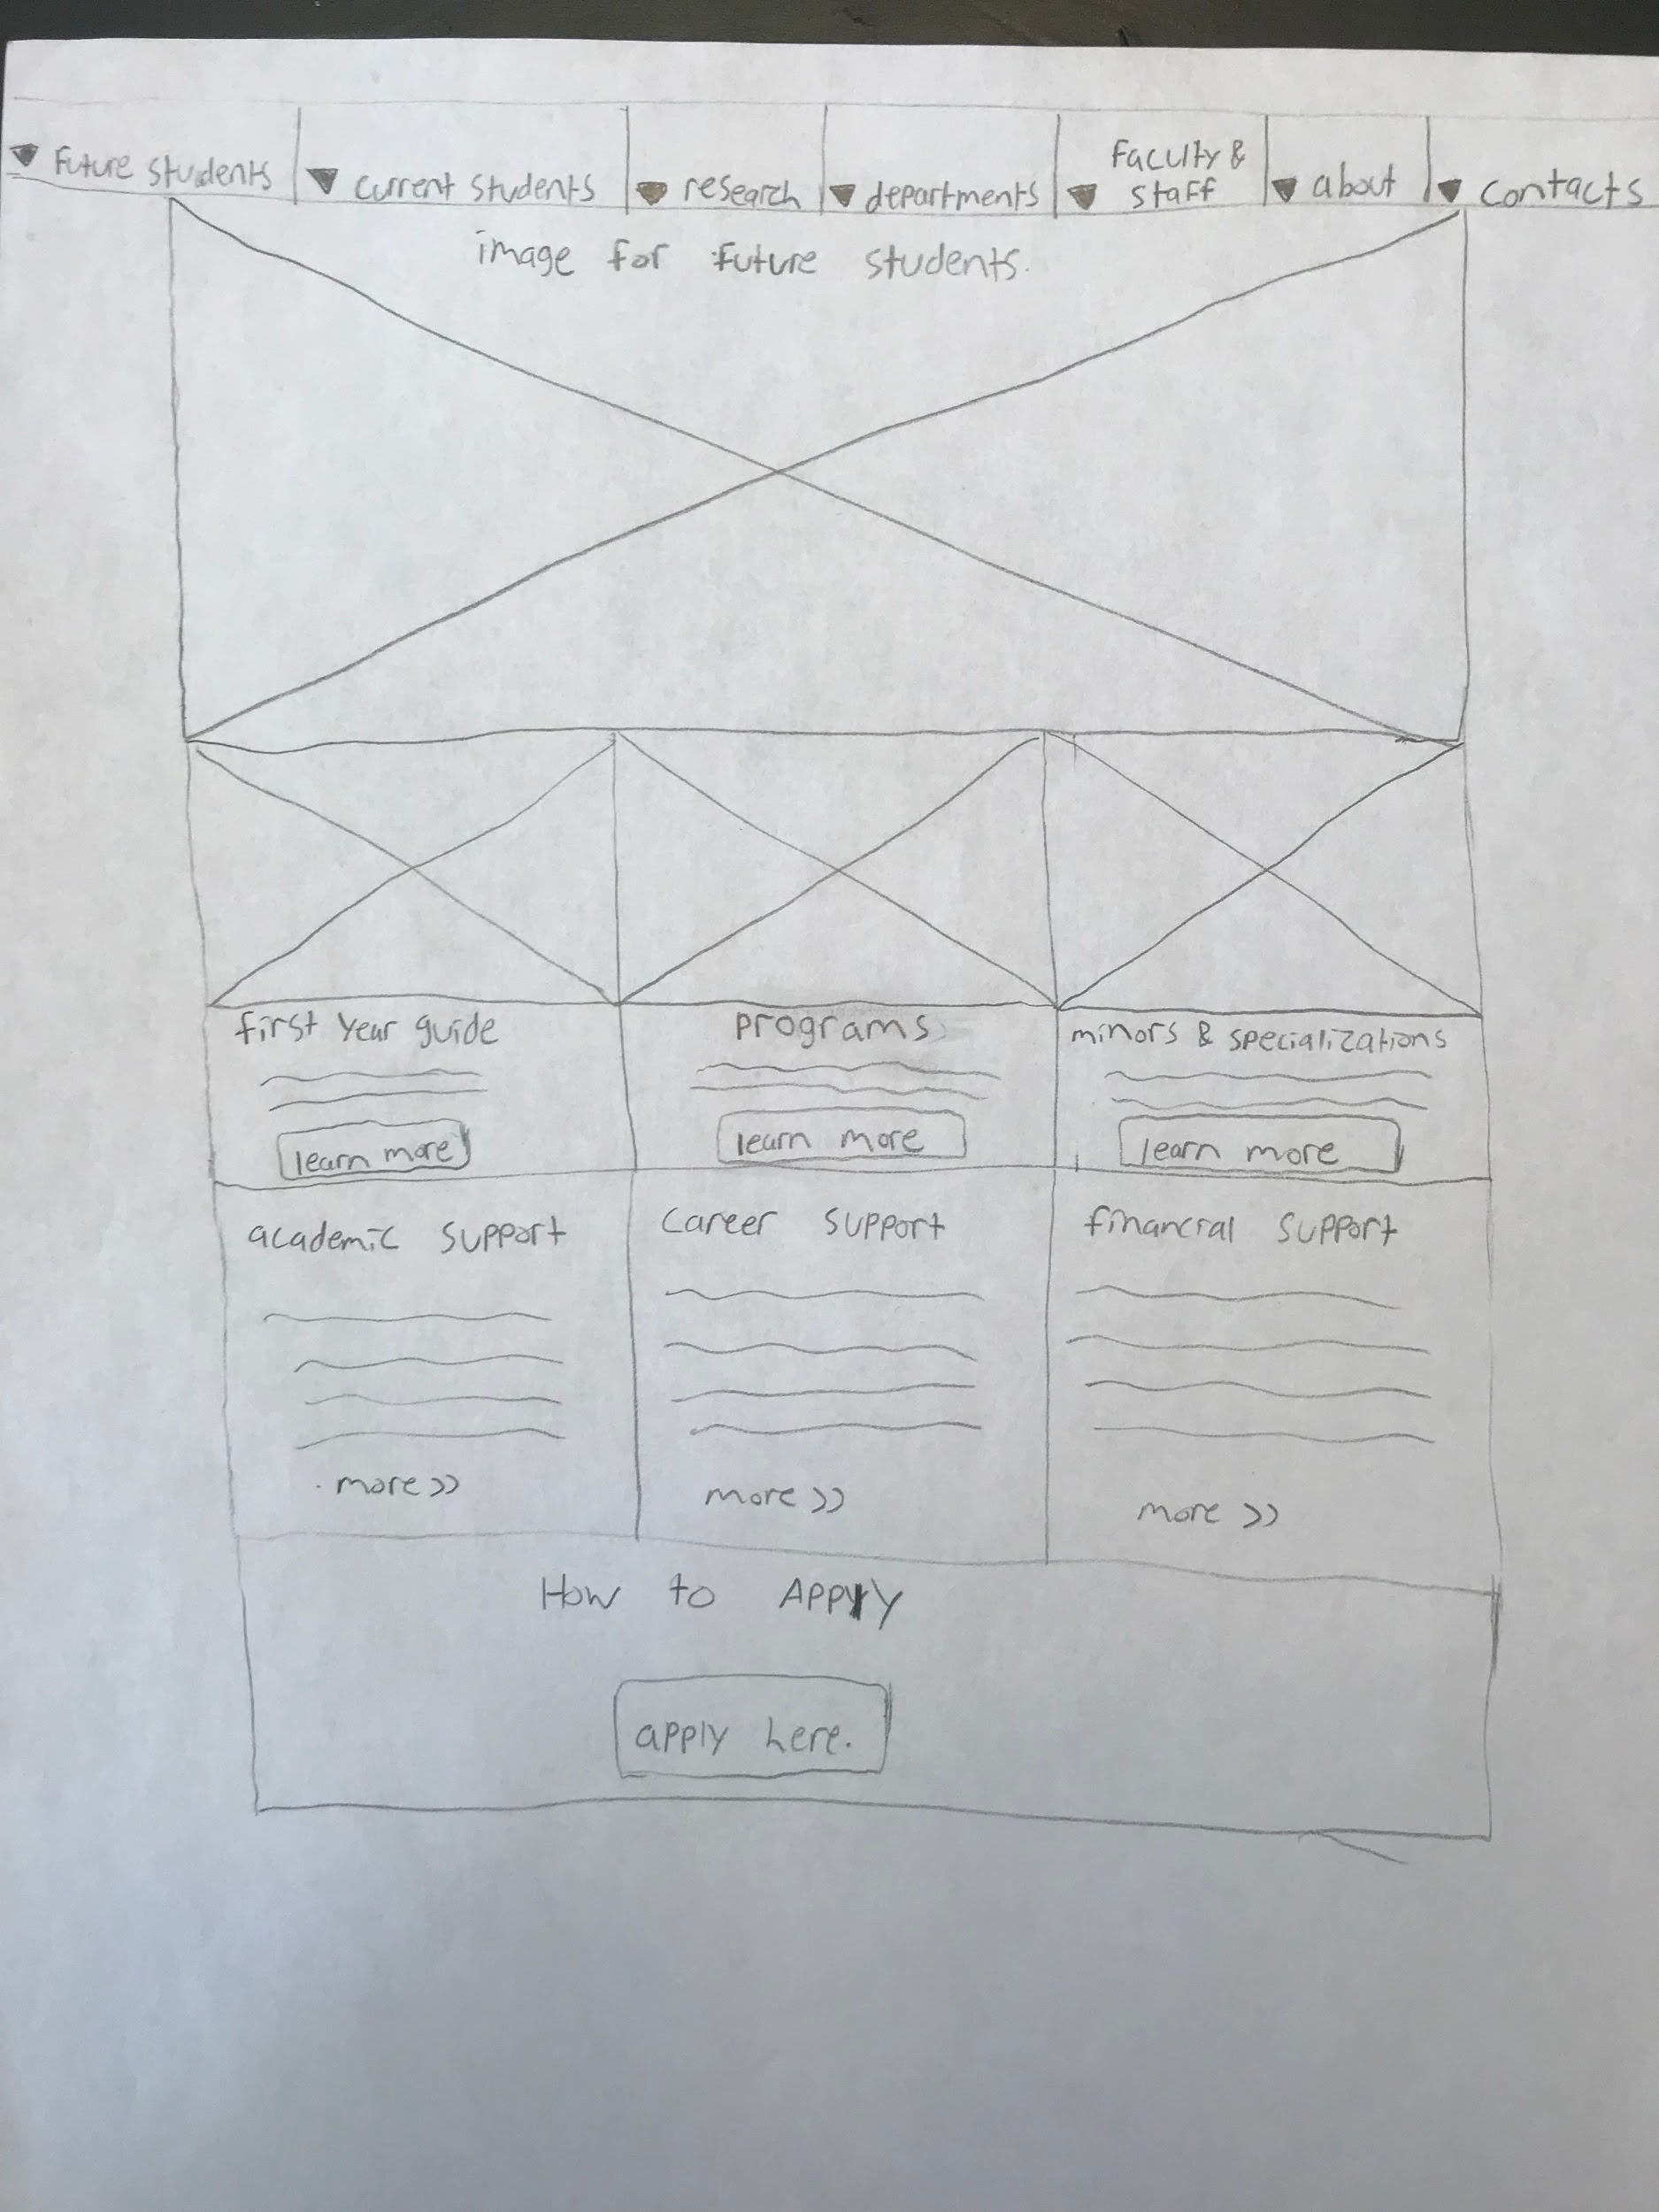 Future Students
current students
research
departments
Faculty &
staff
about
contacts
image for future students.
first year guide
programs
minors & specializations
learn more
learn more
learn more
academic support
career support
financial support
more >>
more >>
more >>
How to Apply
apply here.